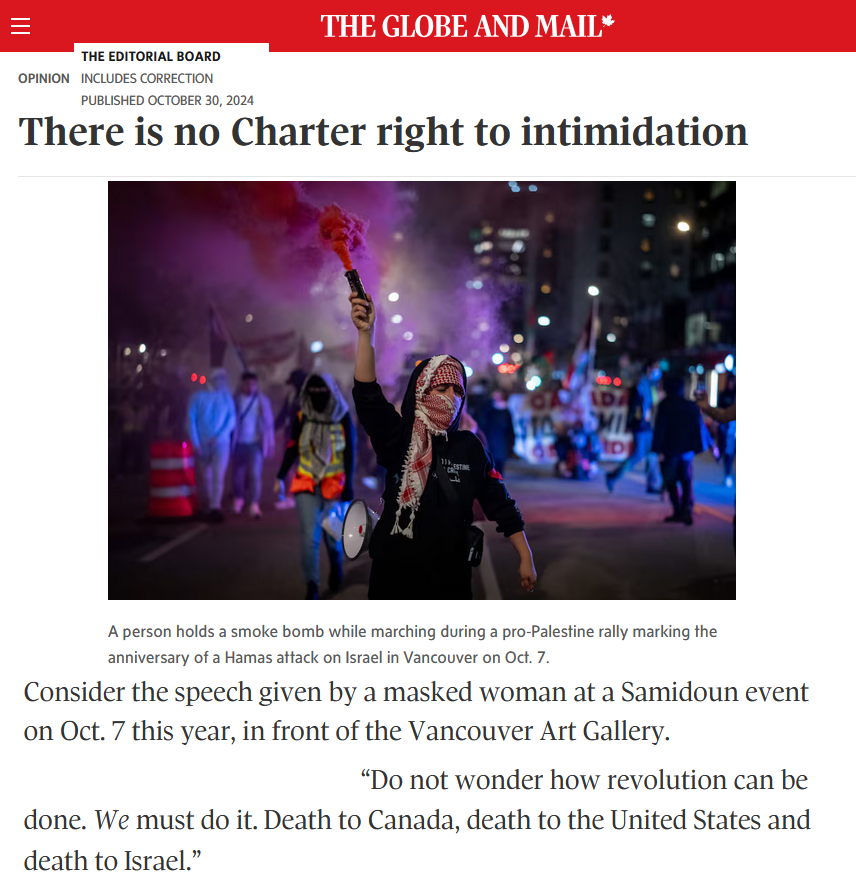 THE GLOBE AND MAIL
THE EDITORIAL BOARD
OPINION INCLUDES CORRECTION
PUBLISHED OCTOBER 30, 2024
There is no Charter right to intimidation
A person holds a smoke bomb while marching during a pro-Palestine rally marking the
anniversary of a Hamas attack on Israel in Vancouver on Oct. 7.
Consider the speech given by a masked woman at a Samidoun event
on Oct. 7 this year, in front of the Vancouver Art Gallery.
“Do not wonder how revolution can be
done. We must do it. Death to Canada, death to the United States and
death to Israel.”